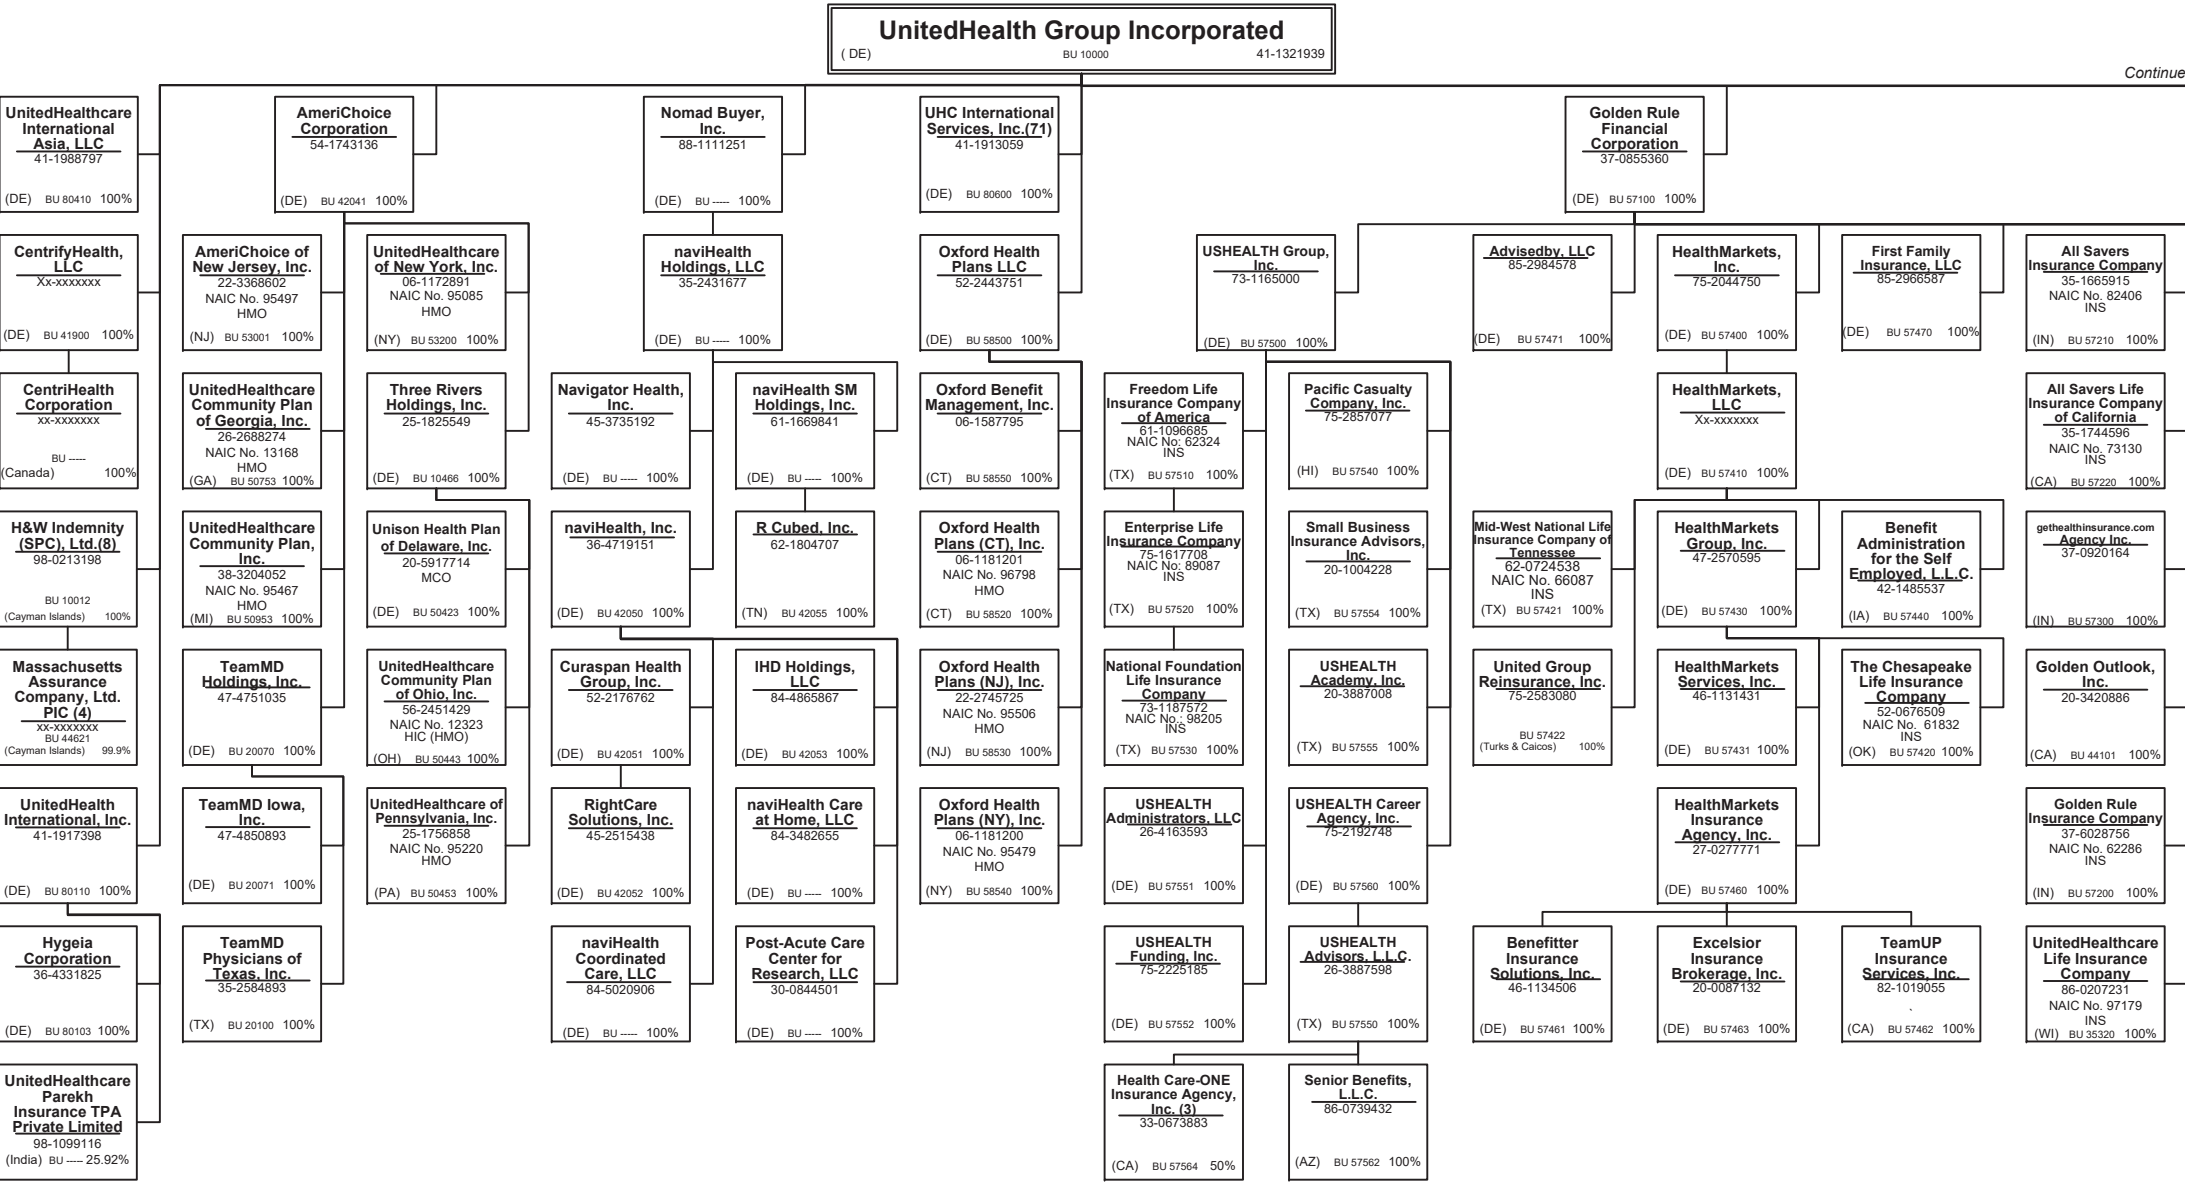 UnitedHealth Group Incorporated
( DE) BU 10000 41-1321939
Continue
UnitedHealthcare
International
Asia, LLC
41-1988797
(DE) BU 80410 100%
AmeriChoice
Corporation
54-1743136
(DE) BU 42041 100%
Nomad Buyer,
Inc.
88-1111251
(DE) BU ----- 100%
UHC International
Services, Inc.(71)
41-1913059
(DE) BU 80600 100%
Golden Rule
Financial
Corporation
37-0855360
(DE) BU 57100 100%
CentrifyHealth,
LLC
Xx-xxxxxxx
(DE) BU 41900 100%
AmeriChoice of
New Jersey, Inc.
22-3368602
NAIC No. 95497
HMO
(NJ) BU 53001 100%
UnitedHealthcare
of New York, Inc.
06-1172891
NAIC No. 95085
HMO
(NY) BU 53200 100%
naviHealth
Holdings, LLC
35-2431677
(DE) BU ----- 100%
Oxford Health
Plans LLC
52-2443751
(DE) BU 58500 100%
USHEALTH Group,
Inc.
73-1165000
(DE) BU 57500 100%
Advisedby, LLC
85-2984578
(DE) BU 57471 100%
HealthMarkets,
Inc.
75-2044750
(DE) BU 57400 100%
First Family
Insurance, LLC
85-2966587
(DE) BU 57470 100%
All Savers
Insurance Company
35-1665915
NAIC No. 82406
INS
(IN) BU 57210 100%
CentriHealth
Corporation
xx-xxxxxxx
BU -----
(Canada) 100%
UnitedHealthcare
Community Plan
of Georgia, Inc.
26-2688274
NAIC No. 13168
HMO
(GA) BU 50753 100%
Three Rivers
Holdings, Inc.
25-1825549
(DE) BU 10466 100%
Navigator Health,
Inc.
45-3735192
(DE) BU ----- 100%
naviHealth SM
Holdings, Inc.
61-1669841
(DE) BU ----- 100%
Oxford Benefit
Management, Inc.
06-1587795
(CT) BU 58550 100%
Freedom Life
Insurance Company
of America
61-1096685
NAIC No: 62324
INS
(TX) BU 57510 100%
Pacific Casualty
Company, Inc.
75-2857077
(HI) BU 57540 100%
HealthMarkets,
LLC
Xx-xxxxxxx
(DE) BU 57410 100%
All Savers Life
Insurance Company
of California
35-1744596
NAIC No. 73130
INS
(CA) BU 57220 100%
H&W Indemnity
(SPC), Ltd.(8)
98-0213198
BU 10012
(Cayman Islands) 100%
UnitedHealthcare
Community Plan,
Inc.
38-3204052
NAIC No. 95467
HMO
(MI) BU 50953 100%
Unison Health Plan
of Delaware, Inc.
20-5917714
MCO
(DE) BU 50423 100%
naviHealth, Inc.
36-4719151
(DE) BU 42050 100%
R Cubed, Inc.
62-1804707
(TN) BU 42055 100%
Oxford Health
Plans (CT), Inc.
06-1181201
NAIC No. 96798
HMO
(CT) BU 58520 100%
Enterprise Life
Insurance Company
75-1617708
NAIC No: 89087
INS
(TX) BU 57520 100%
Small Business
Insurance Advisors,
Inc.
20-1004228
(TX) BU 57554 100%
Mid-West National Life
Insurance Company of
Tennessee
62-0724538
NAIC No. 66087
INS
(TX) BU 57421 100%
HealthMarkets
Group, Inc.
47-2570595
(DE) BU 57430 100%
Benefit
Administration
for the Self
Employed, L.L.C.
42-1485537
(IA) BU 57440 100%
gethealthinsurance.com
Agency Inc.
37-0920164
(IN) BU 57300 100%
Massachusetts
Assurance
Company, Ltd.
PIC (4)
xx-xxxxxxx
BU 44621
(Cayman Islands) 99.9%
TeamMD
Holdings, Inc.
47-4751035
(DE) BU 20070 100%
UnitedHealthcare
Community Plan
of Ohio, Inc.
56-2451429
NAIC No. 12323
HIC (HMO)
(OH) BU 50443 100%
Curaspan Health
Group, Inc.
52-2176762
(DE) BU 42051 100%
IHD Holdings,
LLC
84-4865867
(DE) BU 42053 100%
Oxford Health
Plans (NJ), Inc.
22-2745725
NAIC No. 95506
HMO
(NJ) BU 58530 100%
National Foundation
Life Insurance
Company
73-1187572
NAIC No.: 98205
INS
(TX) BU 57530 100%
USHEALTH
Academy, Inc.
20-3887008
(TX) BU 57555 100%
United Group
Reinsurance, Inc.
75-2583080
BU 57422
(Turks & Caicos) 100%
HealthMarkets
Services, Inc.
46-1131431
(DE) BU 57431 100%
The Chesapeake
Life Insurance
Company
52-0676509
NAIC No. 61832
INS
(OK) BU 57420 100%
Golden Outlook,
Inc.
20-3420886
(CA) BU 44101 100%
UnitedHealth
International, Inc.
41-1917398
(DE) BU 80110 100%
TeamMD Iowa,
Inc.
47-4850893
(DE) BU 20071 100%
UnitedHealthcare of
Pennsylvania, Inc.
25-1756858
NAIC No. 95220
HMO
(PA) BU 50453 100%
RightCare
Solutions, Inc.
45-2515438
(DE) BU 42052 100%
naviHealth Care
at Home, LLC
84-3482655
(DE) BU ----- 100%
Oxford Health
Plans (NY), Inc.
06-1181200
NAIC No. 95479
HMO
(NY) BU 58540 100%
USHEALTH
Administrators, LLC
26-4163593
(DE) BU 57551 100%
USHEALTH Career
Agency, Inc.
75-2192748
(DE) BU 57560 100%
HealthMarkets
Insurance
Agency, Inc.
27-0277771
(DE) BU 57460 100%
Golden Rule
Insurance Company
37-6028756
NAIC No. 62286
INS
(IN) BU 57200 100%
Hygeia
Corporation
36-4331825
(DE) BU 80103 100%
TeamMD
Physicians of
Texas, Inc.
35-2584893
(TX) BU 20100 100%
naviHealth
Coordinated
Care, LLC
84-5020906
(DE) BU ----- 100%
Post-Acute Care
Center for
Research, LLC
30-0844501
(DE) BU ----- 100%
USHEALTH
Funding, Inc.
75-2225185
(DE) BU 57552 100%
USHEALTH
Advisors, L.L.C.
26-3887598
(TX) BU 57550 100%
Benefitter
Insurance
Solutions, Inc.
46-1134506
(DE) BU 57461 100%
Excelsior
Insurance
Brokerage, Inc.
20-0087132
(DE) BU 57463 100%
TeamUP
Insurance
Services, Inc.
82-1019055
(CA) BU 57462 100%
UnitedHealthcare
Life Insurance
Company
86-0207231
NAIC No. 97179
INS
(WI) BU 35320 100%
UnitedHealthcare
Parekh
Insurance TPA
Private Limited
98-1099116
(India) BU ----- 25.92%
Health Care-ONE
Insurance Agency,
Inc. (3)
33-0673883
(CA) BU 57564 50%
Senior Benefits,
L.L.C.
86-0739432
(AZ) BU 57562 100%